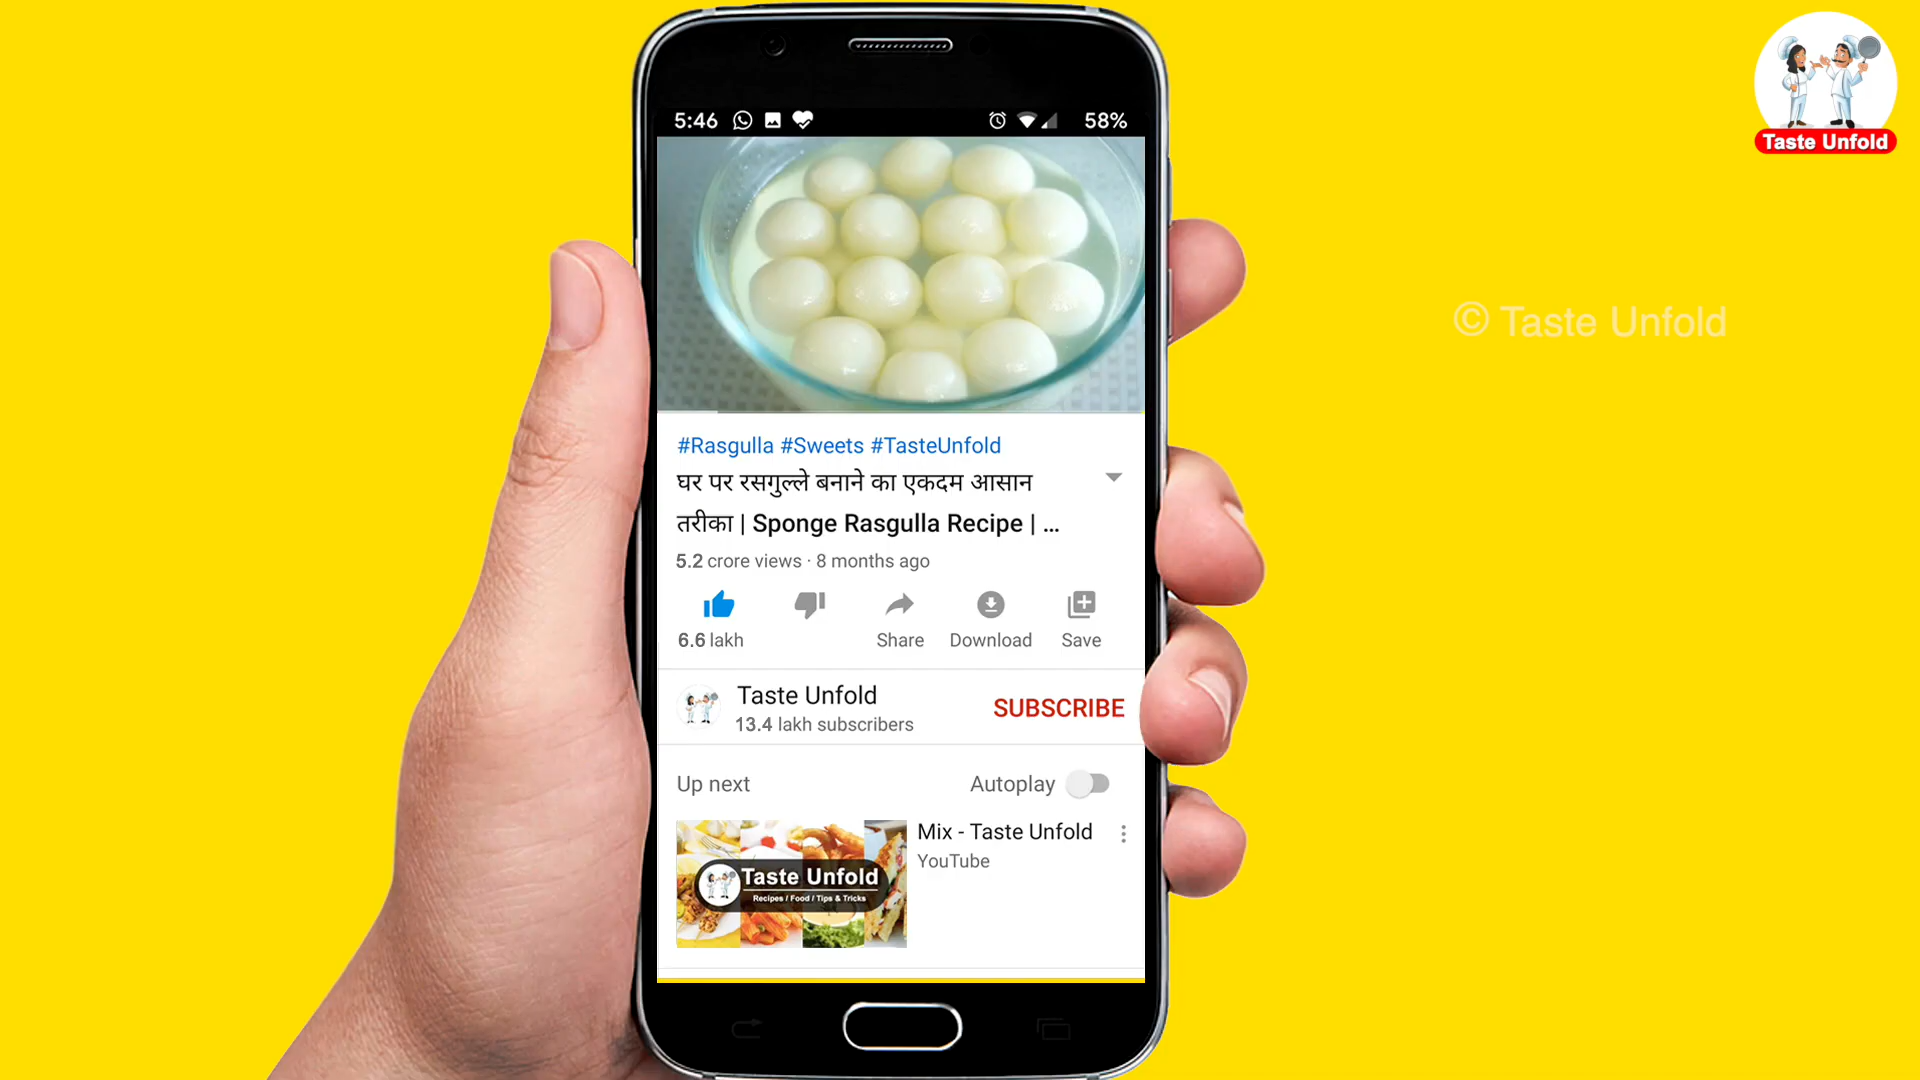 5:46
58%
Taste Unfold
© Taste Unfold
#Rasgulla #Sweets #TasteUnfold
घर पर रसगुल्ले बनाने का एकदम आसान
तरीका | Sponge Rasgulla Recipe | ...
5.2 crore views · 8 months ago
6.6 lakh
Share
Download
Save
Taste Unfold
13.4 lakh subscribers
SUBSCRIBE
Up next
Autoplay
Mix - Taste Unfold
YouTube
Taste Unfold
Recipes / Food / Tips & Tricks